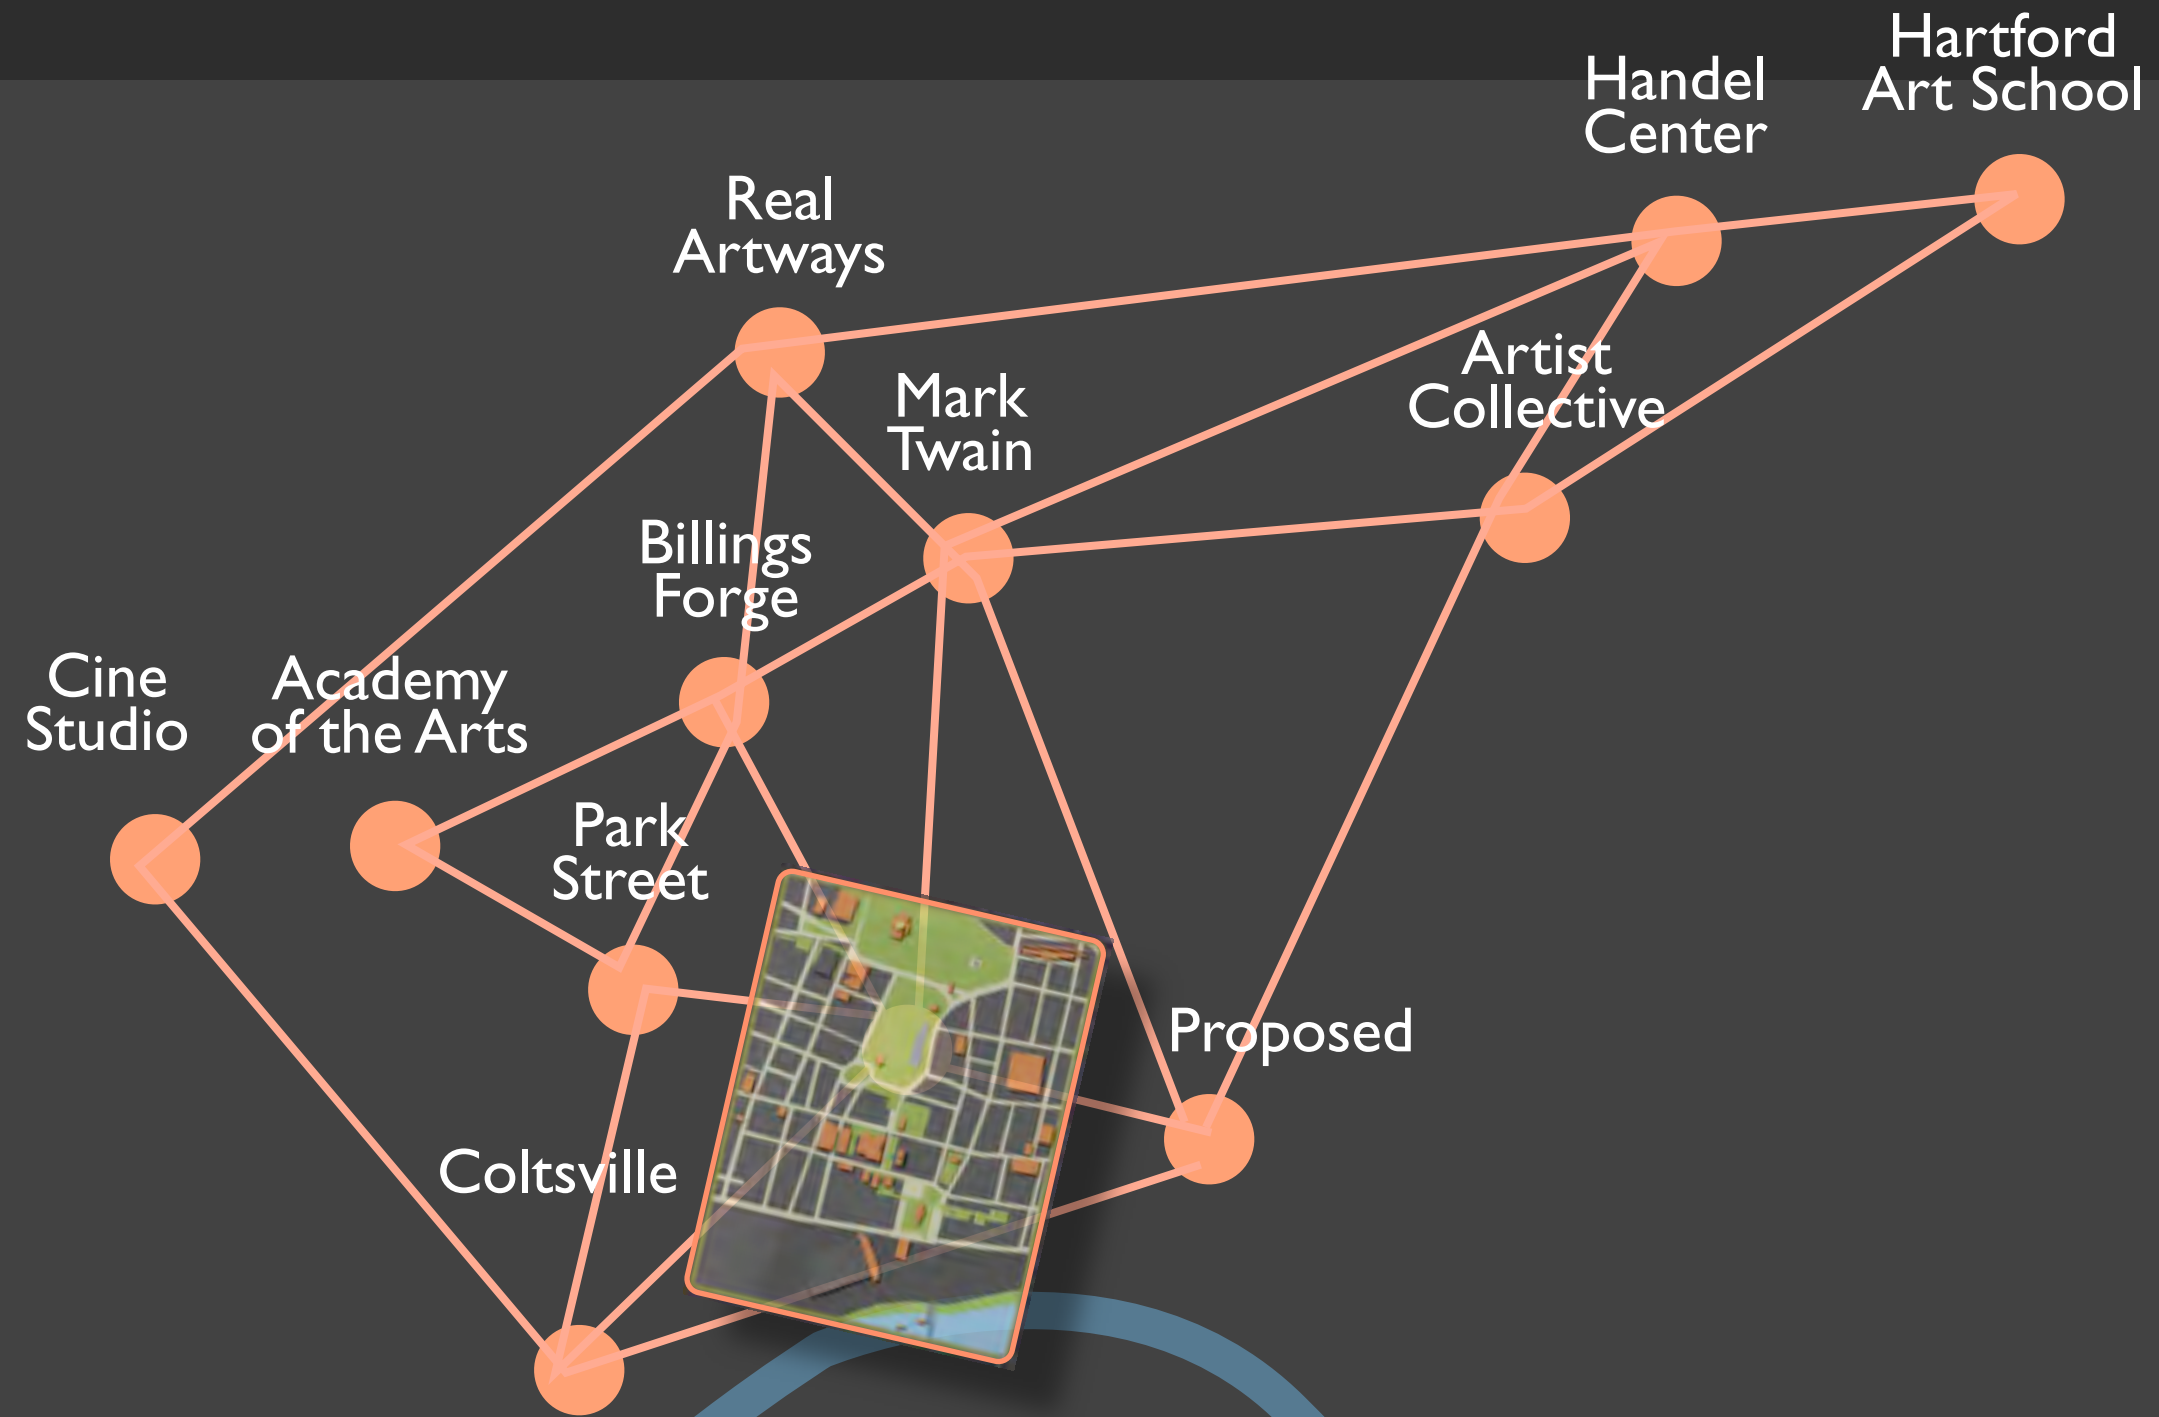 Hartford
Art School
Handel
Center
Real
Artways
Artist
Collective
Mark
Twain
Billings
Forge
Cine
Studio
Academy
of the Arts
Park
Street
Proposed
Coltsville